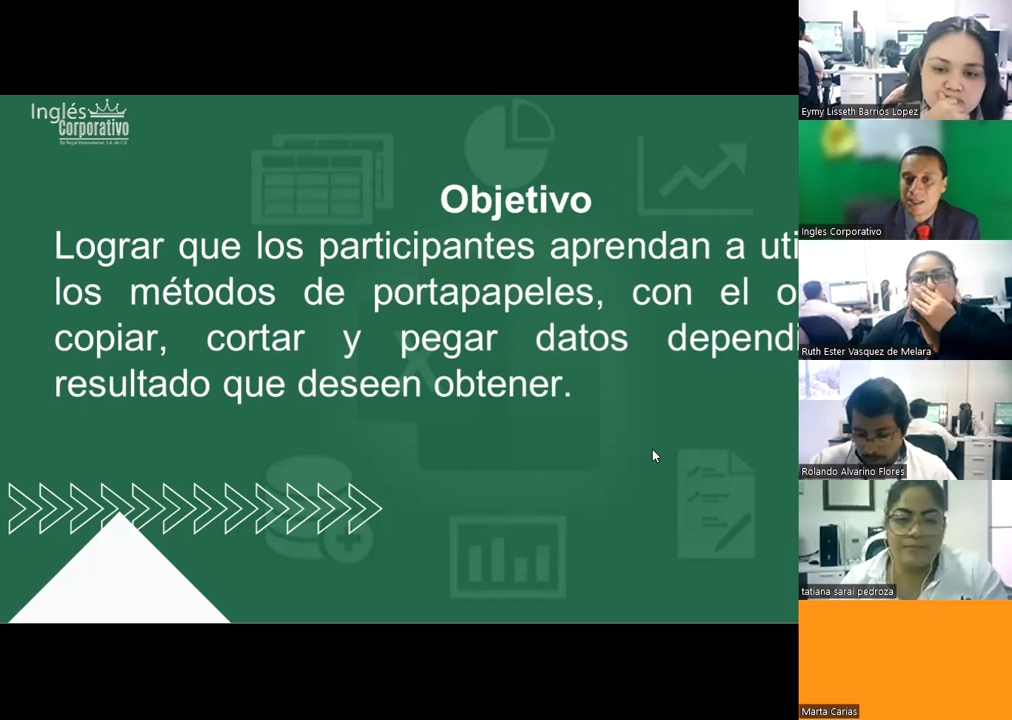 Inglés
Corporativo
By Regal International, S.A. de C.V.
Objetivo
Lograr que los participantes aprendan a uti
los métodos de portapapeles, con el o
copiar, cortar y pegar datos dependi
resultado que deseen obtener.
Eymy Lisseth Barrios Lopez
Ingles Corporativo
Ruth Ester Vasquez de Melara
Rolando Alvarino Flores
tatiana sarai pedroza
Marta Carias